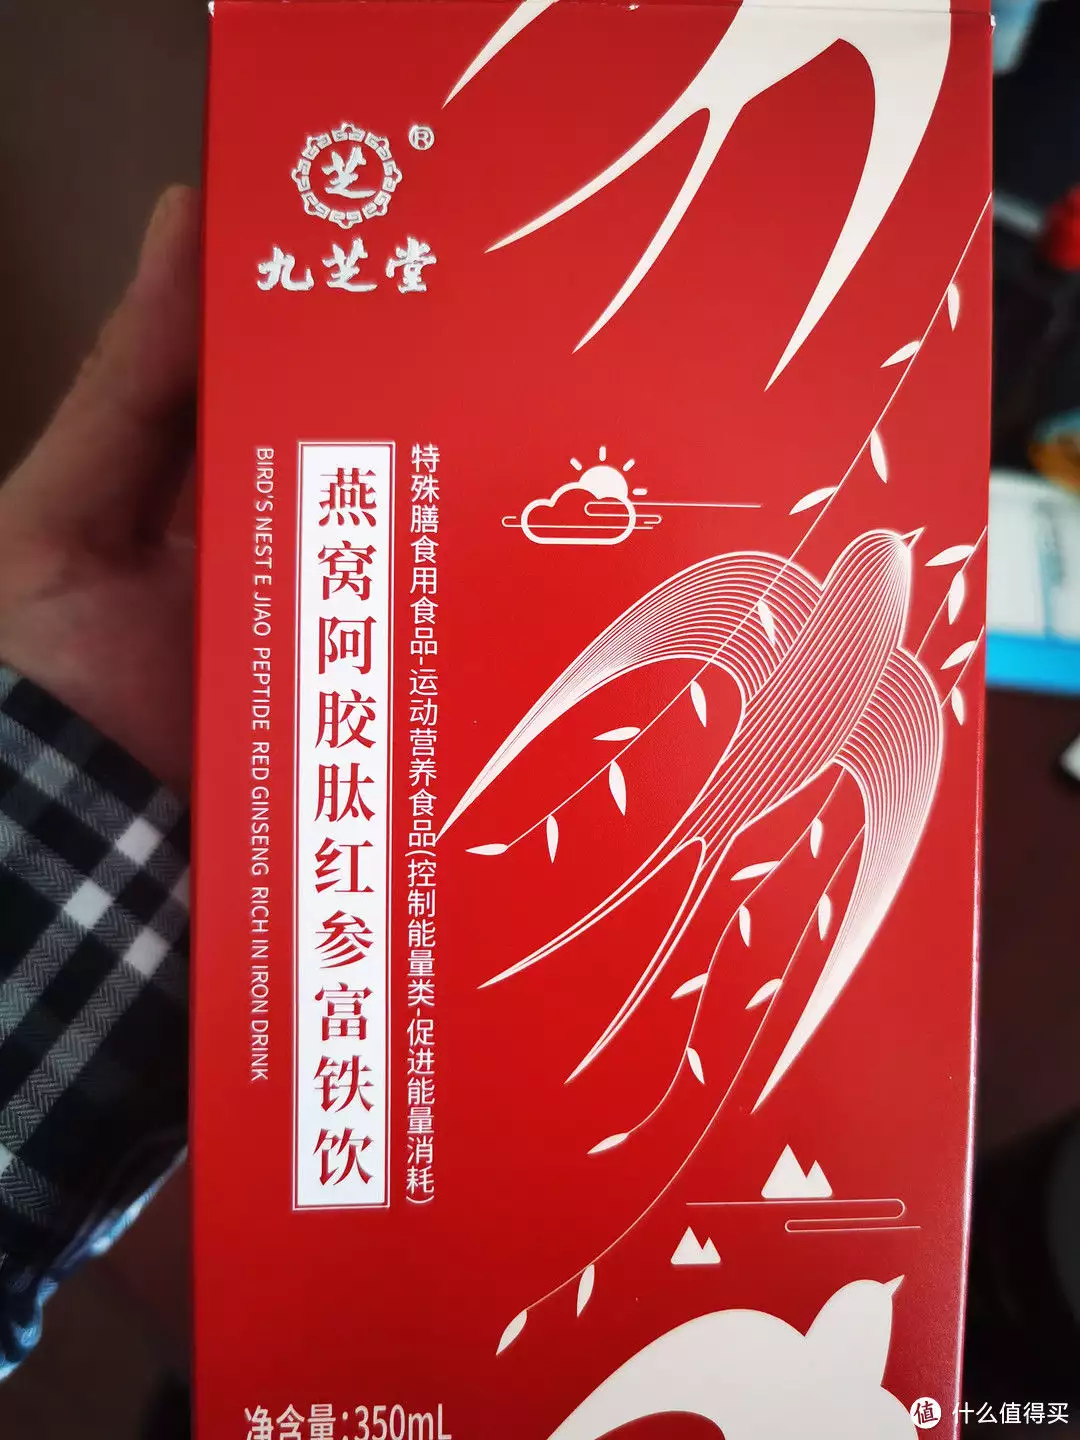 芝
®
九芝堂
特殊膳食用食品-运动营养食品(控制能量类-促进能量消耗)
燕窝阿胶肽红参富铁饮
BIRD'S NEST E JIAO PEPTIDE RED GINSENG RICH IN IRON DRINK
净含量:350mL
值 什么值得买